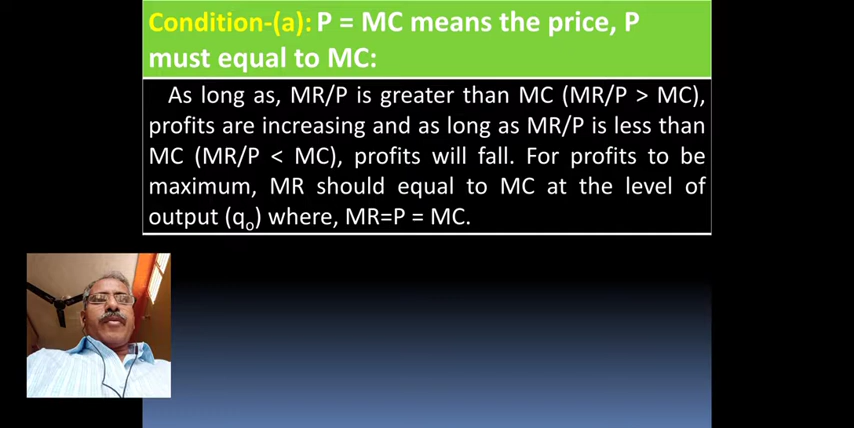 Condition-(a): P = MC means the price, P
must equal to MC:
As long as, MR/P is greater than MC (MR/P > MC),
profits are increasing and as long as MR/P is less than
MC (MR/P < MC), profits will fall. For profits to be
maximum, MR should equal to MC at the level of
output (q₀) where, MR=P = MC.